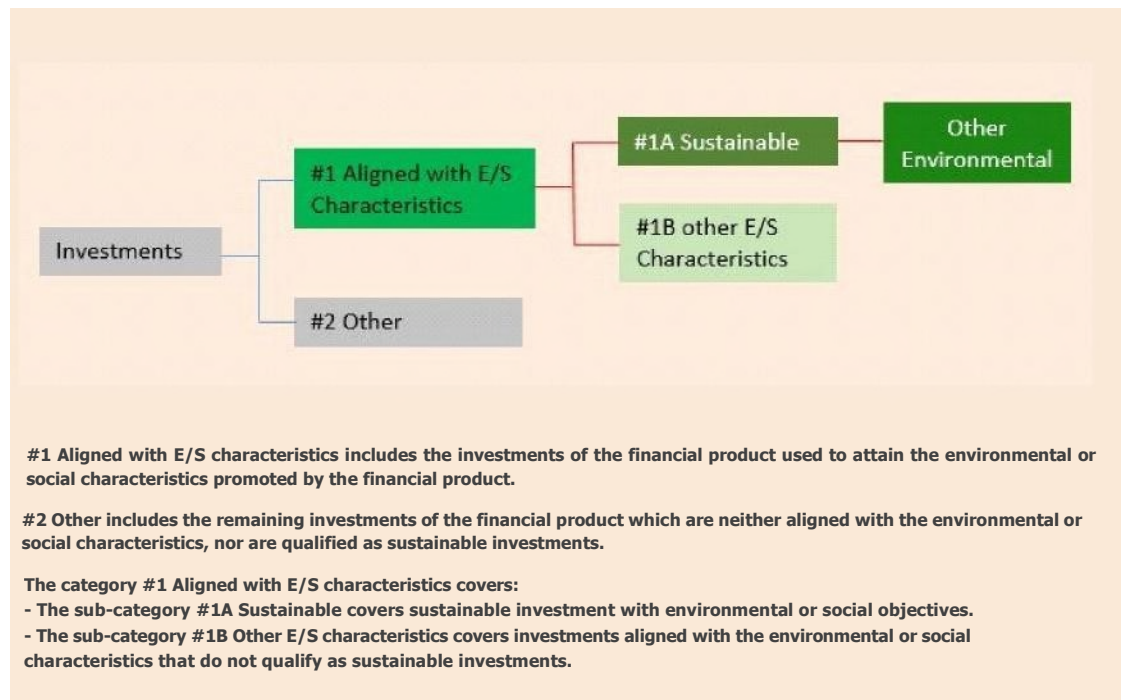 Other
Environmental
#1A Sustainable
#1 Aligned with E/S
Characteristics
#1B other E/S
Characteristics
Investments
#2 Other
#1 Aligned with E/S characteristics includes the investments of the financial product used to attain the environmental or
social characteristics promoted by the financial product.
#2 Other includes the remaining investments of the financial product which are neither aligned with the environmental or
social characteristics, nor are qualified as sustainable investments.
The category #1 Aligned with E/S characteristics covers:
- The sub-category #1A Sustainable covers sustainable investment with environmental or social objectives.
- The sub-category #1B Other E/S characteristics covers investments aligned with the environmental or social
characteristics that do not qualify as sustainable investments.